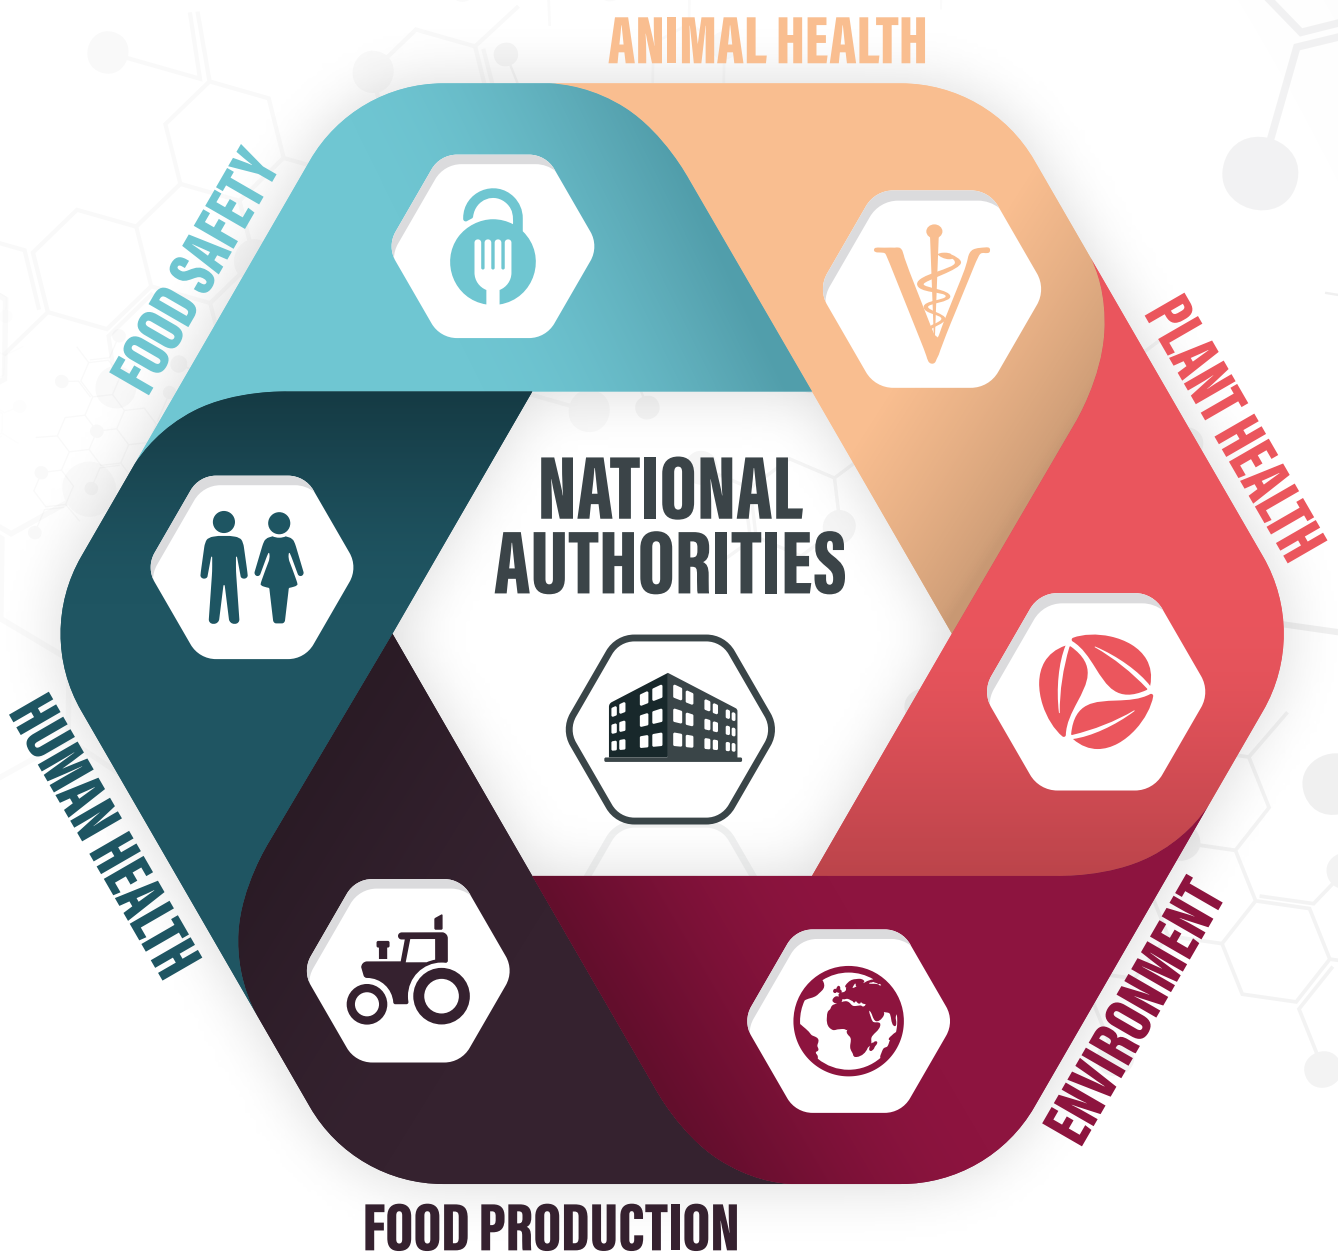 ANIMAL HEALTH
FOOD SAFETY
PLANT HEALTH
NATIONAL
AUTHORITIES
HUMAN HEALTH
ENVIRONMENT
FOOD PRODUCTION